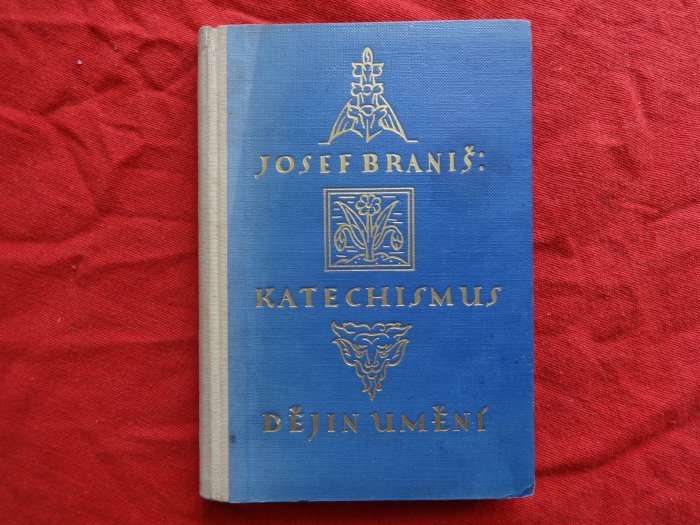 JOSEF BRANIŠ:
KATECHISMUS
DĚJIN UMĚNÍ